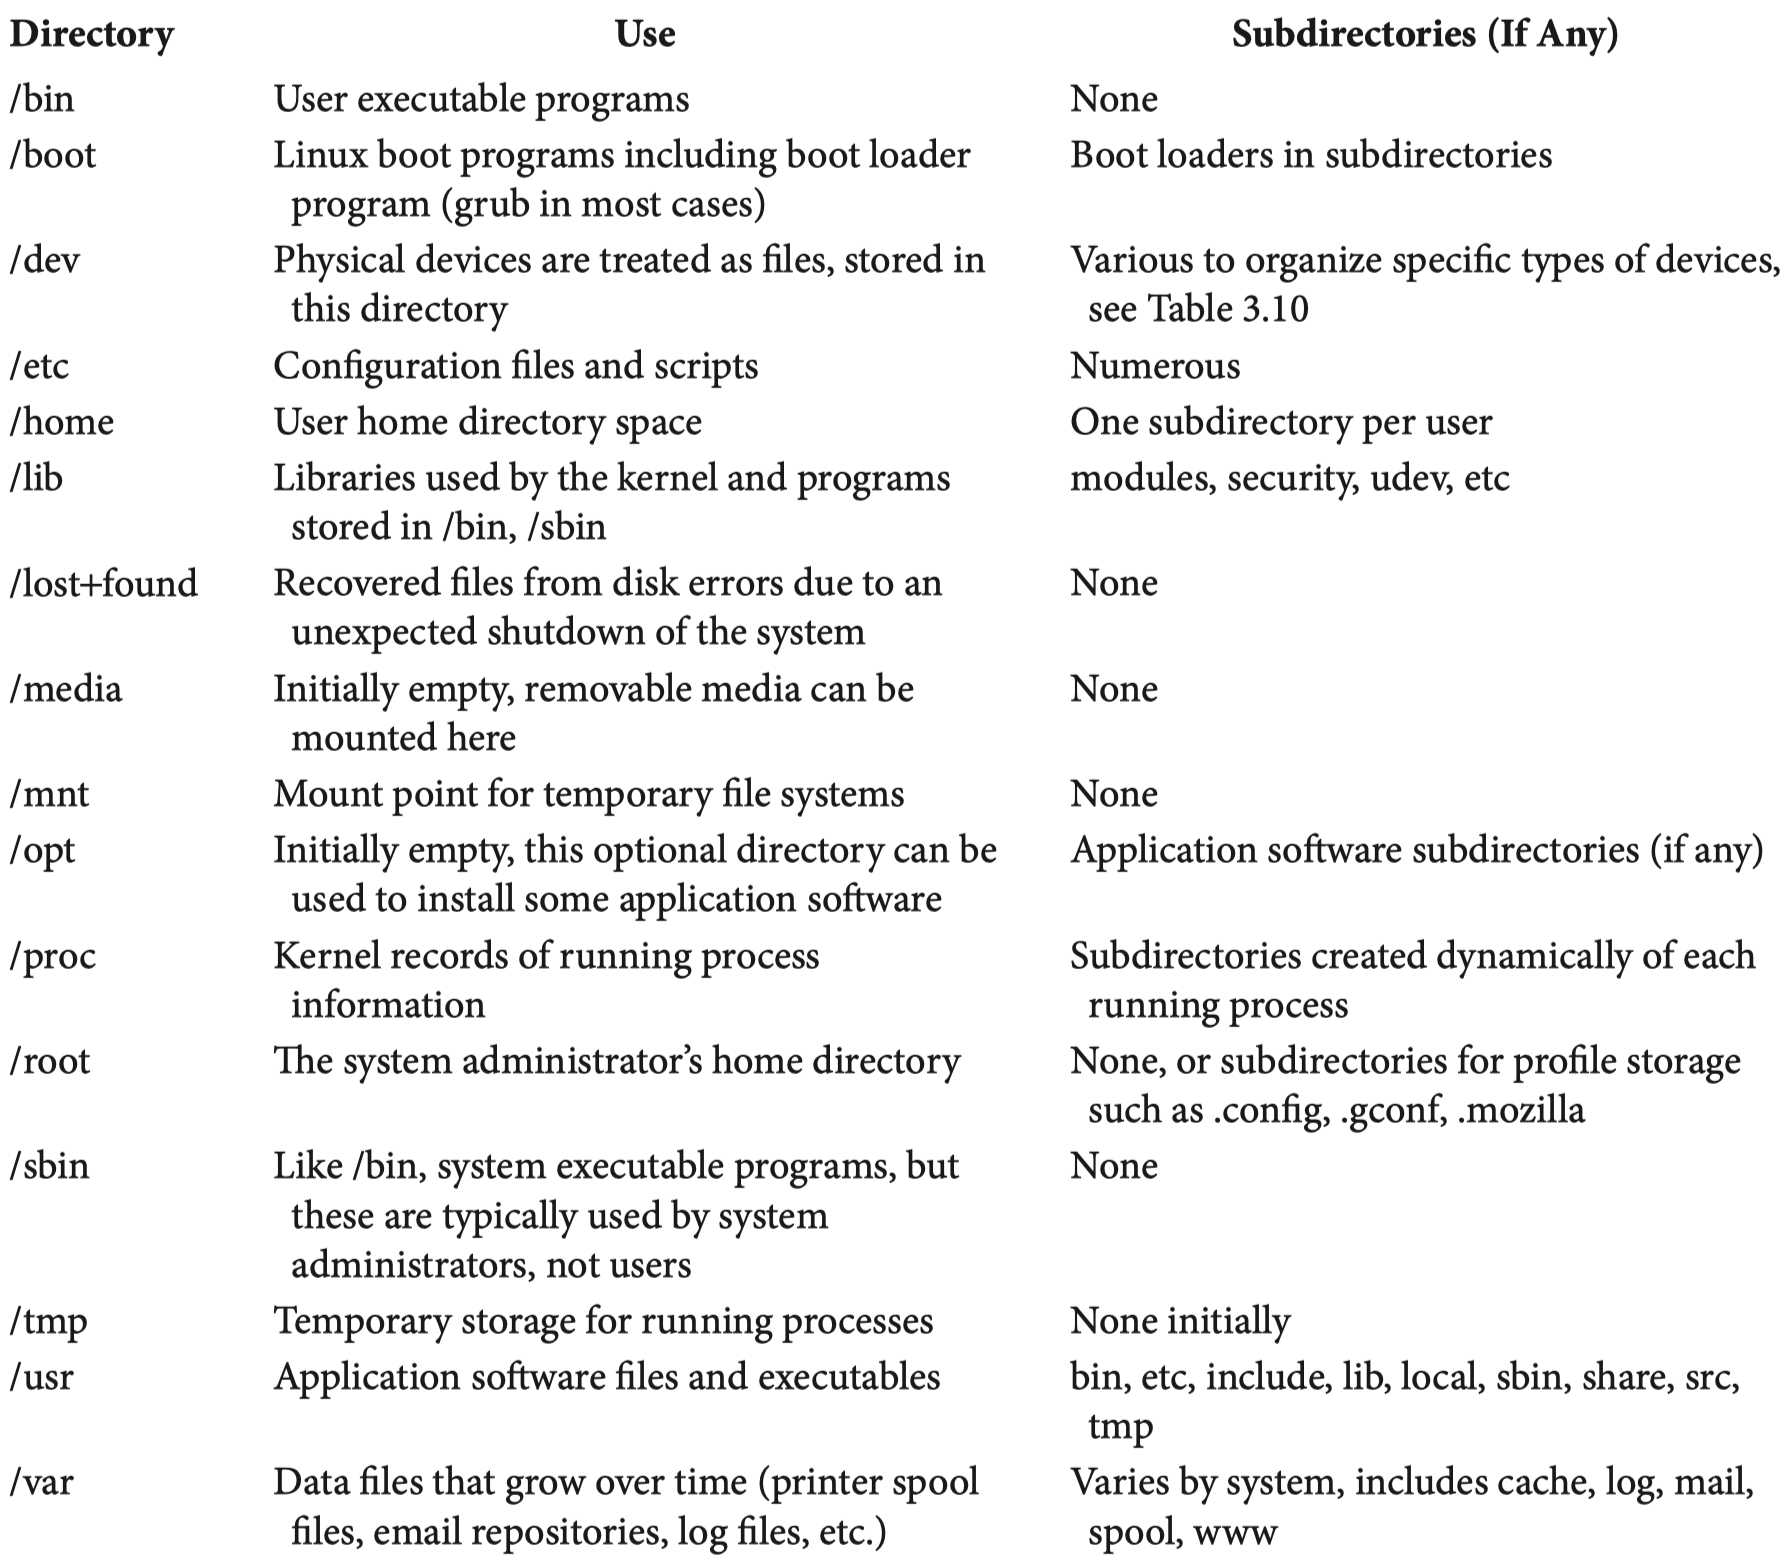 Directory Use Subdirectories (If Any)
/bin User executable programs None
/boot Linux boot programs including boot loader Boot loaders in subdirectories
program (grub in most cases)
/dev Physical devices are treated as files, stored in Various to organize specific types of devices,
this directory see Table 3.10
/etc Configuration files and scripts Numerous
/home User home directory space One subdirectory per user
/lib Libraries used by the kernel and programs modules, security, udev, etc
stored in /bin, /sbin
/lost+found Recovered files from disk errors due to an None
unexpected shutdown of the system
/media Initially empty, removable media can be None
mounted here
/mnt Mount point for temporary file systems None
/opt Initially empty, this optional directory can be Application software subdirectories (if any)
used to install some application software
/proc Kernel records of running process Subdirectories created dynamically of each
information running process
/root The system administrator’s home directory None, or subdirectories for profile storage
such as .config, .gconf, .mozilla
/sbin Like /bin, system executable programs, but None
these are typically used by system
administrators, not users
/tmp Temporary storage for running processes None initially
/usr Application software files and executables bin, etc, include, lib, local, sbin, share, src,
tmp
/var Data files that grow over time (printer spool Varies by system, includes cache, log, mail,
files, email repositories, log files, etc.) spool, www